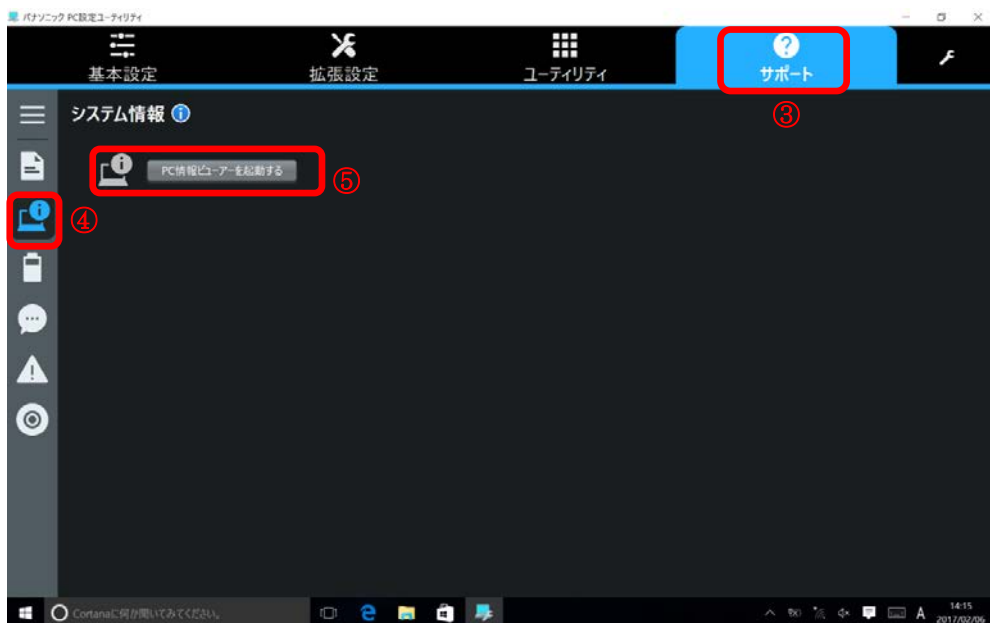 パナソニック PC設定ユーティリティ
基本設定
拡張設定
ユーティリティ
サポート
③
システム情報
PC情報ビューアーを起動する
⑤
④
Cortanaに何か聞いてみてください。
A
14:15
2017/02/06